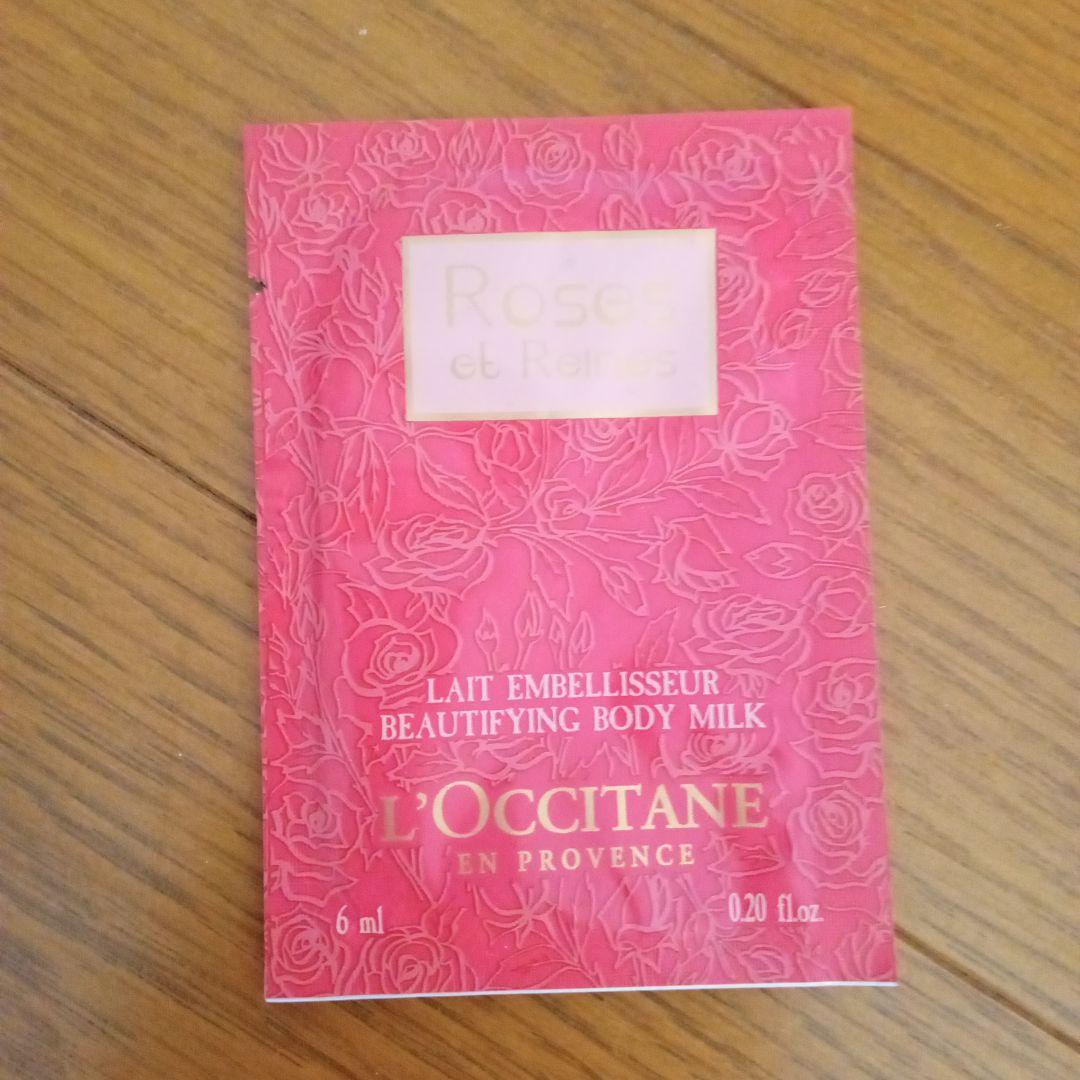 Roses
et Reines
LAIT EMBELLISSEUR
BEAUTIFYING BODY MILK
L'OCCITANE
EN PROVENCE
6 ml
0.20 fl.oz.